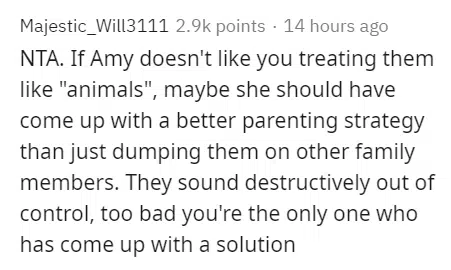 Majestic_Will3111 2.9k points · 14 hours ago
NTA. If Amy doesn't like you treating them
like "animals", maybe she should have
come up with a better parenting strategy
than just dumping them on other family
members. They sound destructively out of
control, too bad you're the only one who
has come up with a solution